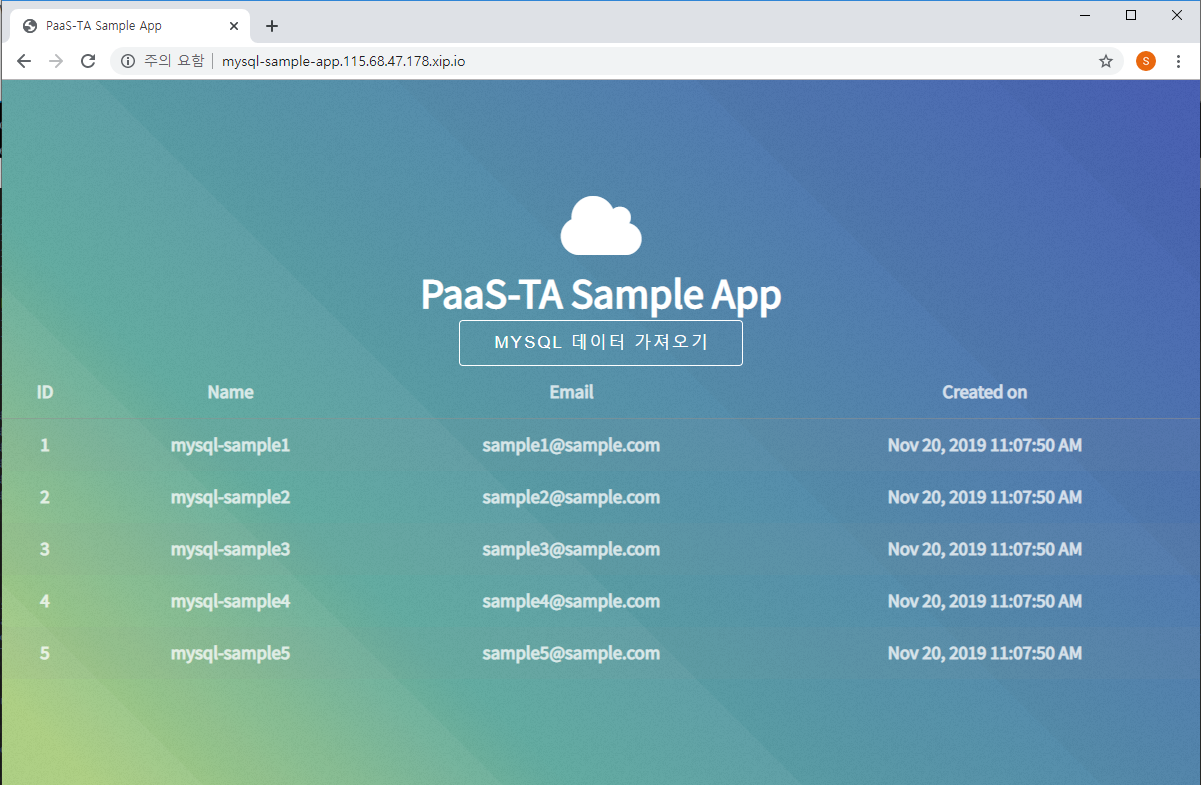 PaaS-TA Sample App
주의 요함 mysql-sample-app.115.68.47.178.xip.io
S
PaaS-TA Sample App
MYSQL 데이터 가져오기
ID Name Email Created on
1 mysql-sample1 sample1@sample.com Nov 20, 2019 11:07:50 AM
2 mysql-sample2 sample2@sample.com Nov 20, 2019 11:07:50 AM
3 mysql-sample3 sample3@sample.com Nov 20, 2019 11:07:50 AM
4 mysql-sample4 sample4@sample.com Nov 20, 2019 11:07:50 AM
5 mysql-sample5 sample5@sample.com Nov 20, 2019 11:07:50 AM